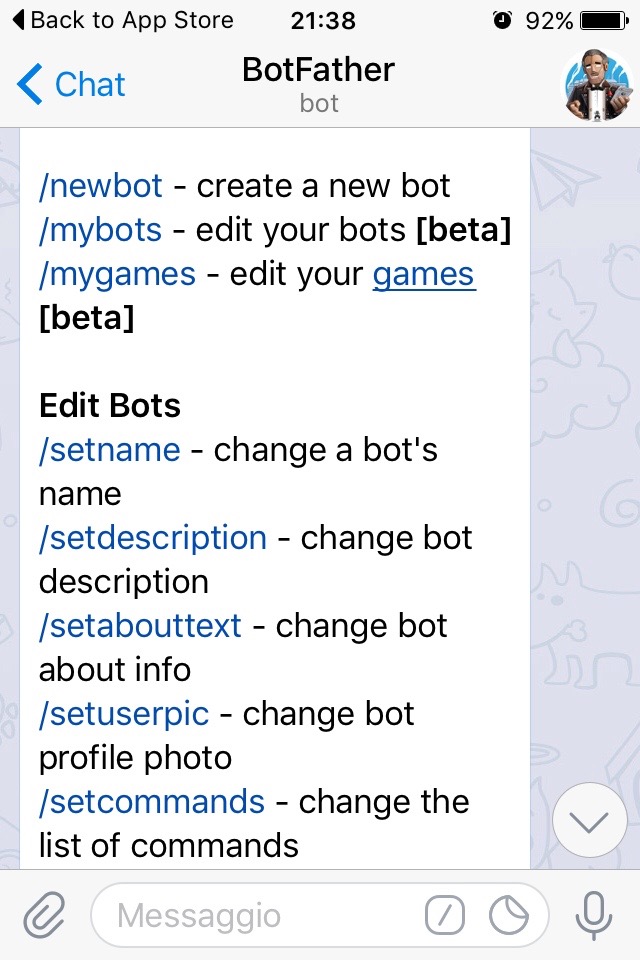 Back to App Store 21:38 92%
Chat BotFather
bot
/newbot - create a new bot
/mybots - edit your bots [beta]
/mygames - edit your games
[beta]
Edit Bots
/setname - change a bot's
name
/setdescription - change bot
description
/setabouttext - change bot
about info
/setuserpic - change bot
profile photo
/setcommands - change the
list of commands
Messaggio